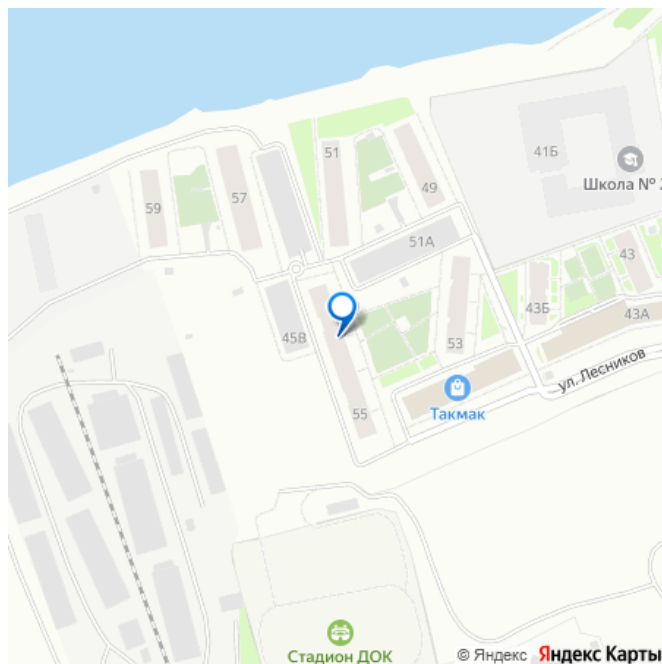 41Б
Школа № 2
51
49
57
59
51А
43
43Б
43А
45В
53
ул. Лесников
Такмак
55
Стадион ДОК
© Яндекс Яндекс Карты